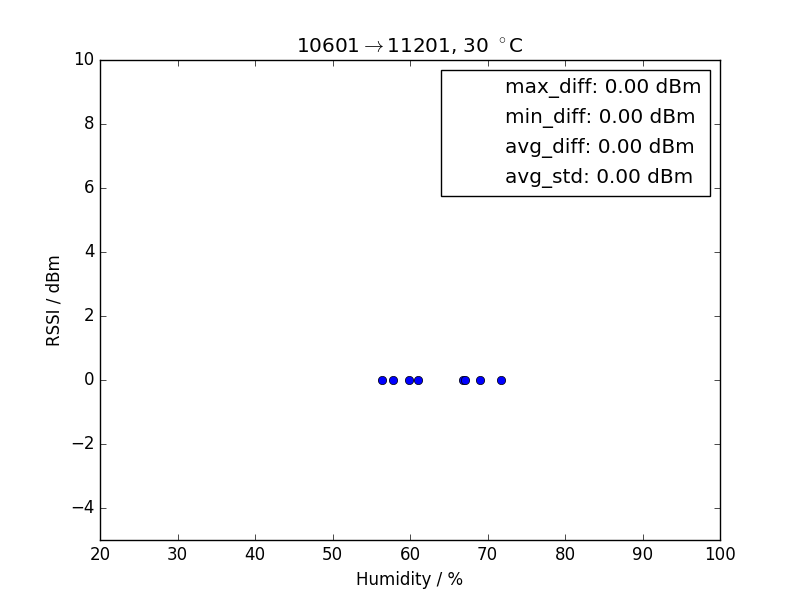 10601→11201, 30 °C
max_diff: 0.00 dBm
min_diff: 0.00 dBm
avg_diff: 0.00 dBm
avg_std: 0.00 dBm
10
8
6
4
2
0
−2
−4
RSSI / dBm
20 30 40 50 60 70 80 90 100
Humidity / %